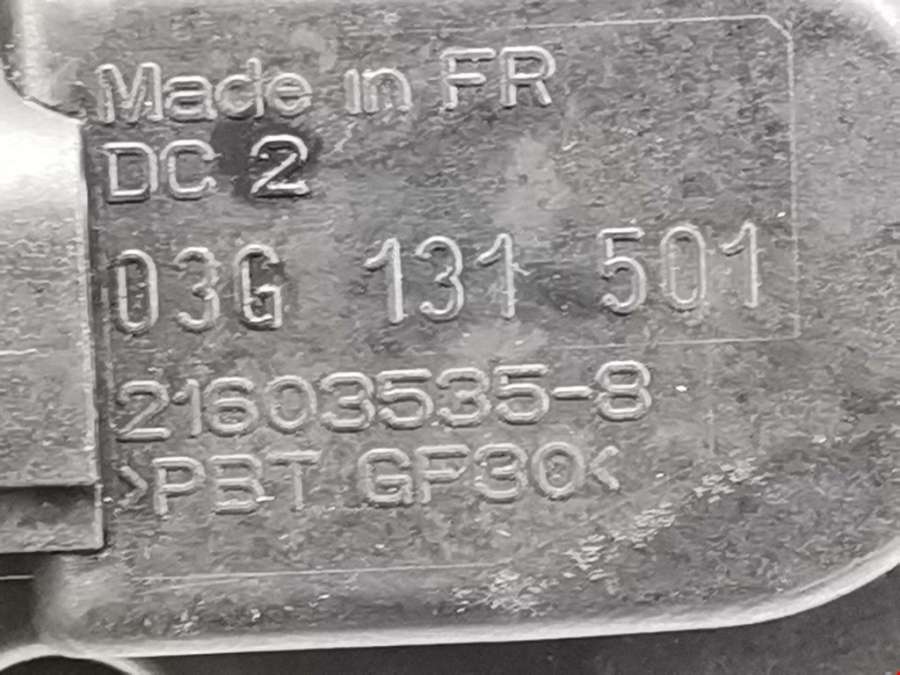 Made in FR
DC 2
03G 131 501
21603535-8
>PBT GF30<